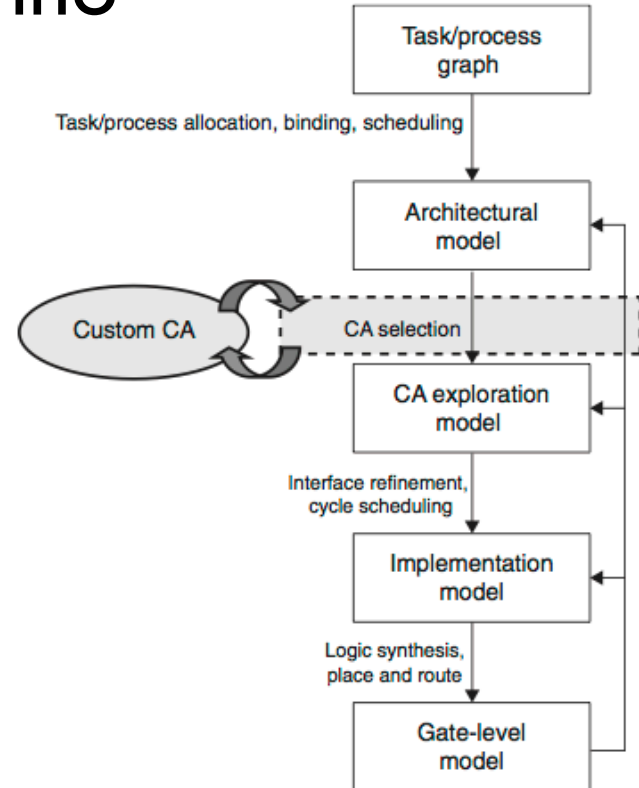 Task/process
graph
Task/process allocation, binding, scheduling
Architectural
model
Custom CA
CA selection
CA exploration
model
Interface refinement,
cycle scheduling
Implementation
model
Logic synthesis,
place and route
Gate-level
model